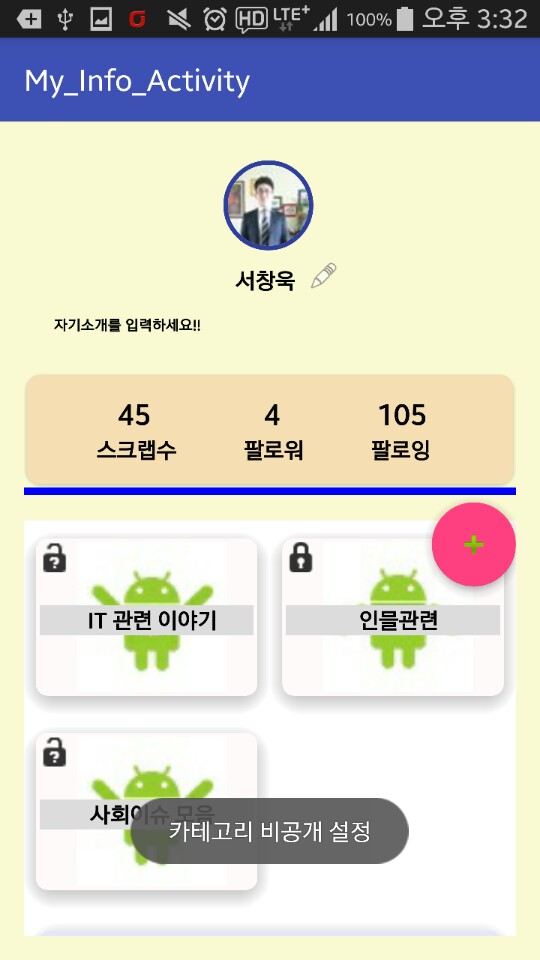 HD LTE+ 100% 오후 3:32
My_Info_Activity
서창욱
자기소개를 입력하세요!!
45 4 105
스크랩수 팔로워 팔로잉
+
IT 관련 이야기 인물관련
사회이슈 모음
카테고리 비공개 설정